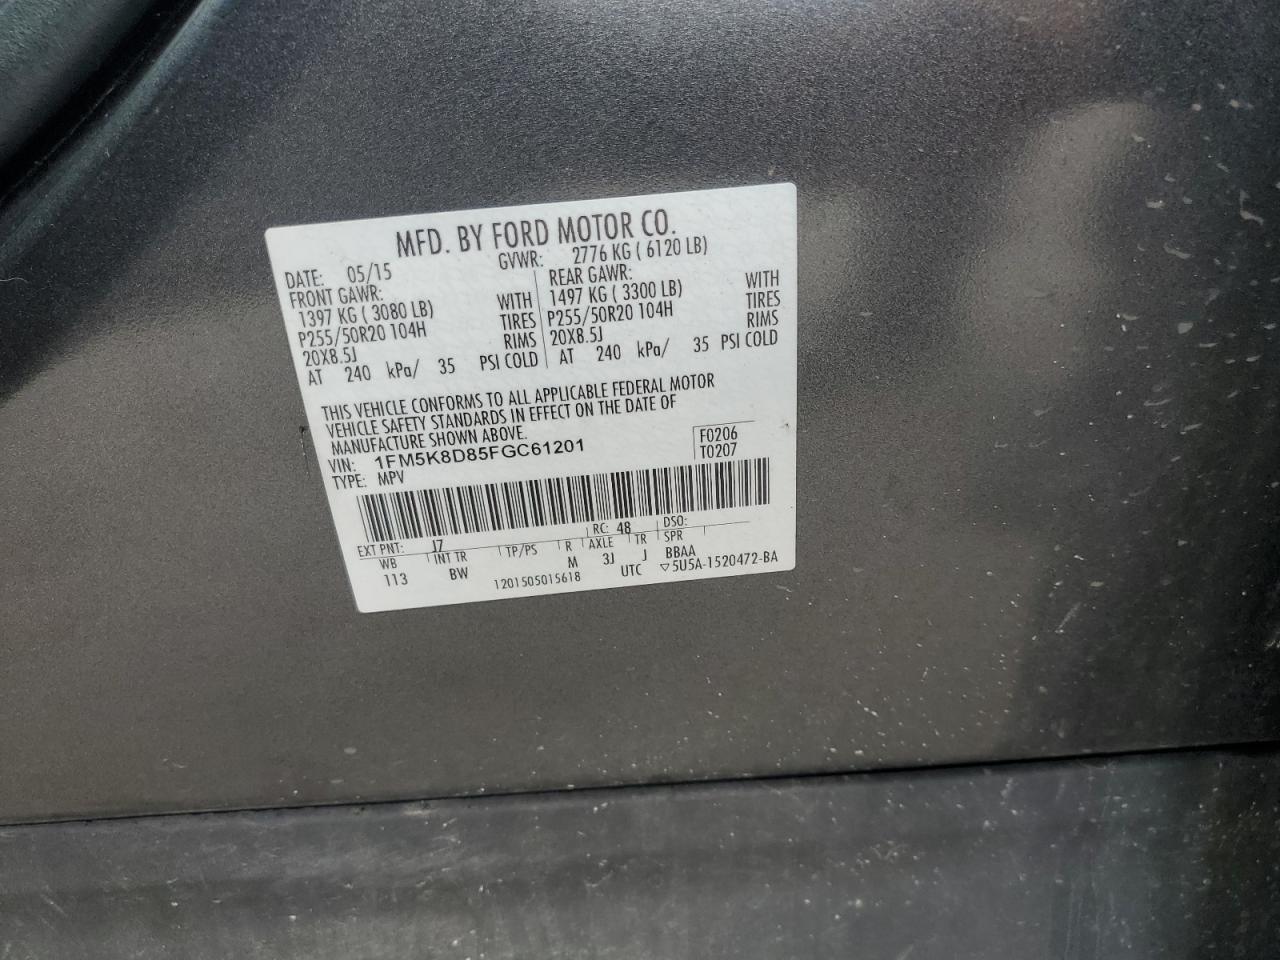 MFD. BY FORD MOTOR CO.
DATE: 05/15 GVWR: 2776 KG ( 6120 LB)
FRONT GAWR: REAR GAWR:
1397 KG ( 3080 LB) WITH 1497 KG ( 3300 LB) WITH
P255/50R20 104H TIRES P255/50R20 104H TIRES
20X8.5J RIMS 20X8.5J RIMS
AT 240 kPa/ 35 PSI COLD AT 240 kPa/ 35 PSI COLD
THIS VEHICLE CONFORMS TO ALL APPLICABLE FEDERAL MOTOR
VEHICLE SAFETY STANDARDS IN EFFECT ON THE DATE OF
MANUFACTURE SHOWN ABOVE.
VIN: 1FM5K8D85FGC61201 F0206
TYPE: MPV T0207
EXT PNT: J7 RC: 48 DSO:
WB INT TR TP/PS R AXLE TR SPR
113 BW M 3J J BBAA
1201505015618 UTC ▽5U5A-1520472-BA